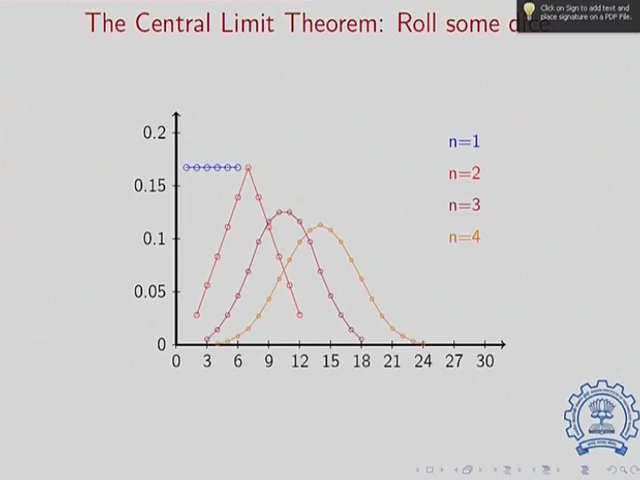 The Central Limit Theorem: Roll some dice
Click on Sign to add text and
place signature on a PDF File.
0.2
0.15
0.1
0.05
0
0 3 6 9 12 15 18 21 24 27 30
n=1
n=2
n=3
n=4